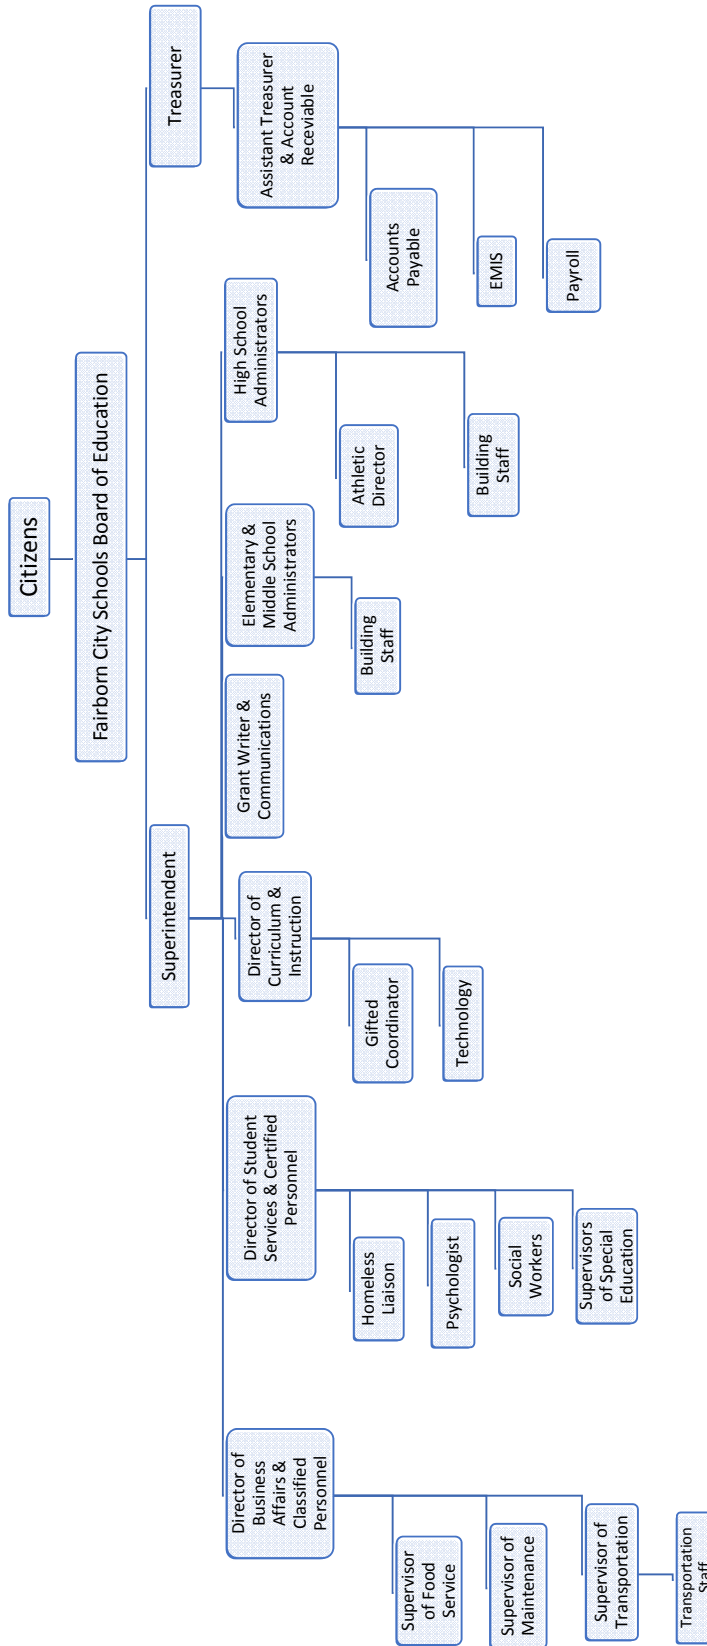 Citizens
Fairborn City Schools Board of Education
Superintendent
Treasurer
Director of
Business
Affairs &
Classified
Personnel
Supervisor
of Food
Service
Supervisor of
Maintenance
Supervisor of
Transportation
Transportation
Staff
Director of Student
Services & Certified
Personnel
Homeless
Liaison
Psychologist
Social
Workers
Supervisors
of Special
Education
Director of
Curriculum &
Instruction
Gifted
Coordinator
Technology
Grant Writer &
Communications
Elementary &
Middle School
Administrators
Building
Staff
High School
Administrators
Athletic
Director
Building
Staff
Assistant Treasurer
& Account
Receviable
Accounts
Payable
EMIS
Payroll